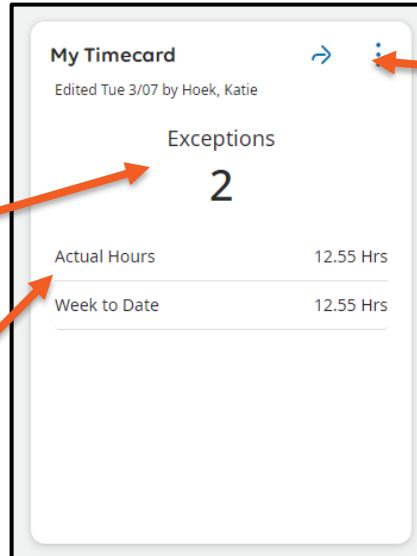 My Timecard
Edited Tue 3/07 by Hoek, Katie
Exceptions
2
Actual Hours 12.55 Hrs
Week to Date 12.55 Hrs